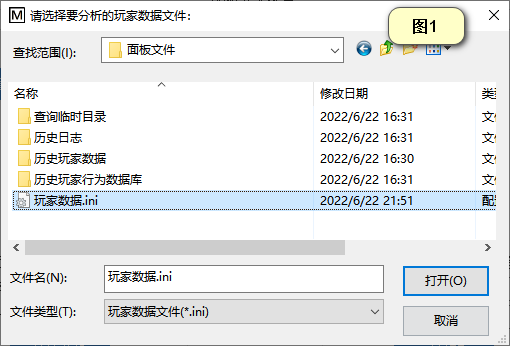 M 请选择要分析的玩家数据文件:
图1
查找范围(I): 面板文件
名称 修改日期 类
查询临时目录 2022/6/22 16:31 文
历史日志 2022/6/22 16:31 文
历史玩家数据 2022/6/22 16:30 文
历史玩家行为数据库 2022/6/22 16:31 文
玩家数据.ini 2022/6/22 21:51 配
文件名(N): 玩家数据.ini 打开(O)
文件类型(T): 玩家数据文件(*.ini) 取消